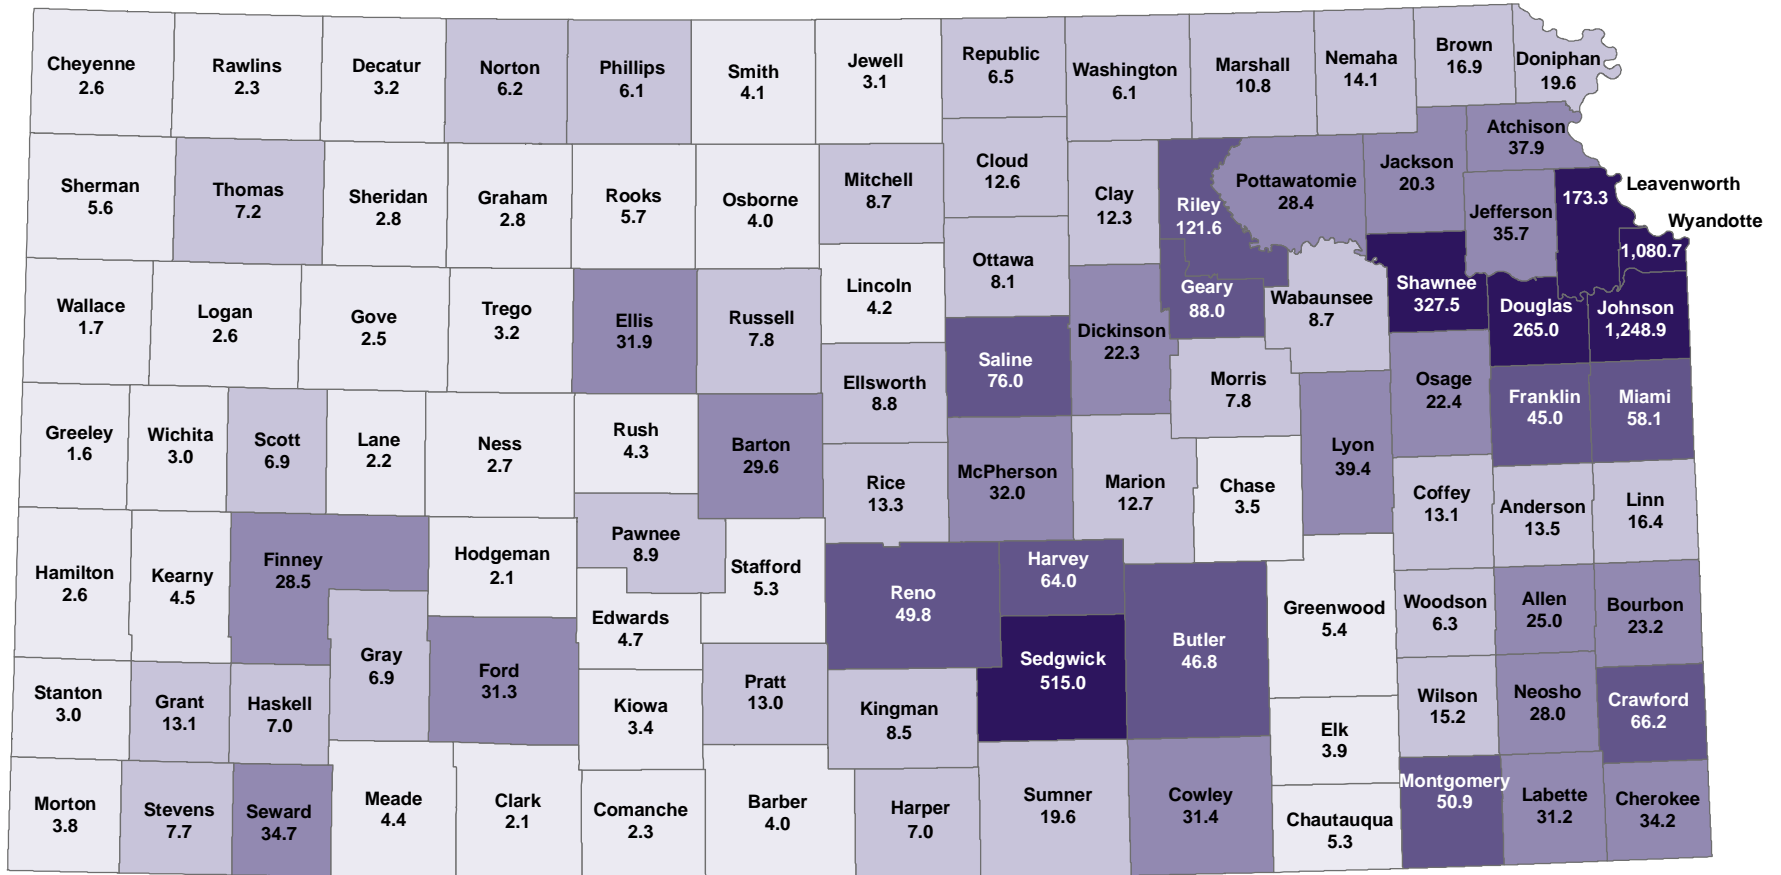 Cheyenne
2.6
Rawlins
2.3
Decatur
3.2
Norton
6.2
Phillips
6.1
Smith
4.1
Jewell
3.1
Republic
6.5
Washington
6.1
Marshall
10.8
Nemaha
14.1
Brown
16.9
Doniphan
19.6
Sherman
5.6
Thomas
7.2
Sheridan
2.8
Graham
2.8
Rooks
5.7
Osborne
4.0
Mitchell
8.7
Cloud
12.6
Clay
12.3
Riley
121.6
Pottawatomie
28.4
Jackson
20.3
Atchison
37.9
Jefferson
35.7
Leavenworth
173.3
Wyandotte
1,080.7
Wallace
1.7
Logan
2.6
Gove
2.5
Trego
3.2
Ellis
31.9
Russell
7.8
Lincoln
4.2
Ottawa
8.1
Saline
76.0
Dickinson
22.3
Geary
88.0
Wabaunsee
8.7
Shawnee
327.5
Douglas
265.0
Johnson
1,248.9
Greeley
1.6
Wichita
3.0
Scott
6.9
Lane
2.2
Ness
2.7
Rush
4.3
Barton
29.6
Ellsworth
8.8
Rice
13.3
McPherson
32.0
Marion
12.7
Morris
7.8
Chase
3.5
Lyon
39.4
Osage
22.4
Franklin
45.0
Miami
58.1
Coffey
13.1
Anderson
13.5
Linn
16.4
Hamilton
2.6
Kearny
4.5
Finney
28.5
Hodgeman
2.1
Pawnee
8.9
Stafford
5.3
Edwards
4.7
Gray
6.9
Ford
31.3
Reno
49.8
Harvey
64.0
Sedgwick
515.0
Butler
46.8
Greenwood
5.4
Woodson
6.3
Allen
25.0
Bourbon
23.2
Stanton
3.0
Grant
13.1
Haskell
7.0
Kiowa
3.4
Pratt
13.0
Kingman
8.5
Elk
3.9
Wilson
15.2
Neosho
28.0
Crawford
66.2
Morton
3.8
Stevens
7.7
Seward
34.7
Meade
4.4
Clark
2.1
Comanche
2.3
Barber
4.0
Harper
7.0
Sumner
19.6
Cowley
31.4
Chautauqua
5.3
Montgomery
50.9
Labette
31.2
Cherokee
34.2